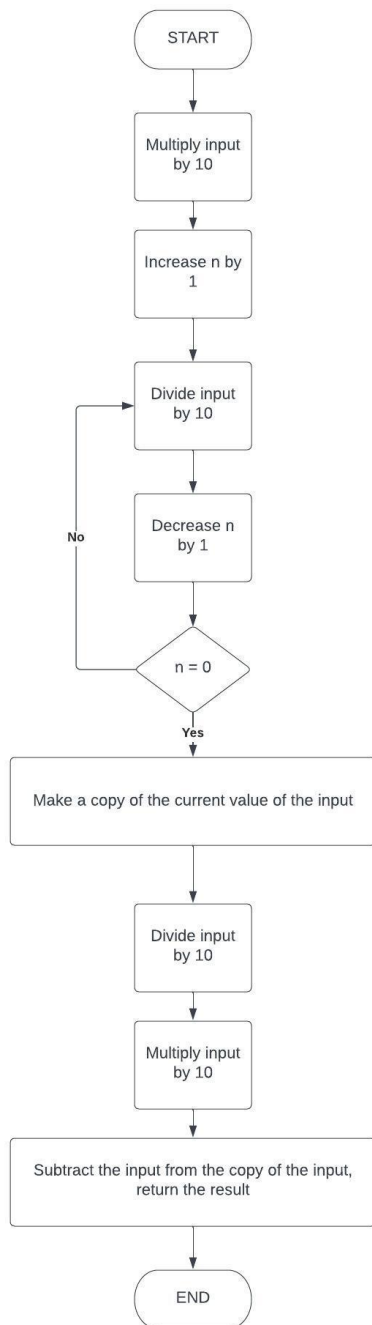 START
Multiply input
by 10
Increase n by
1
Divide input
by 10
Decrease n
by 1
No
n = 0
Yes
Make a copy of the current value of the input
Divide input
by 10
Multiply input
by 10
Subtract the input from the copy of the input,
return the result
END